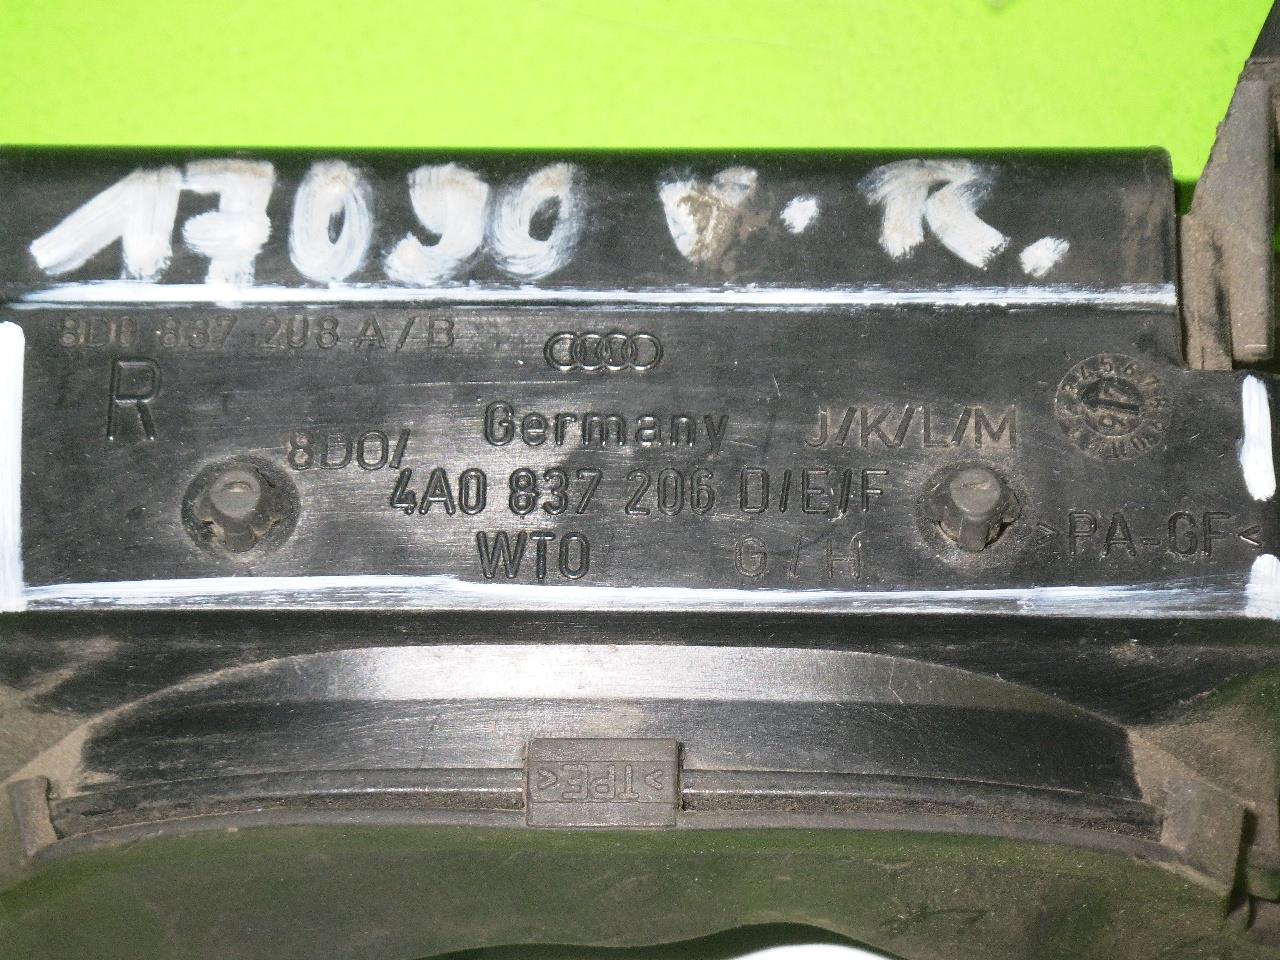 17090 V.R.
8D0 837 208 A/B
R
Germany J/K/L/M
8D0/
4A0 837 206 D/E/F
WTO G/H
>PA-GF<
>TPE<